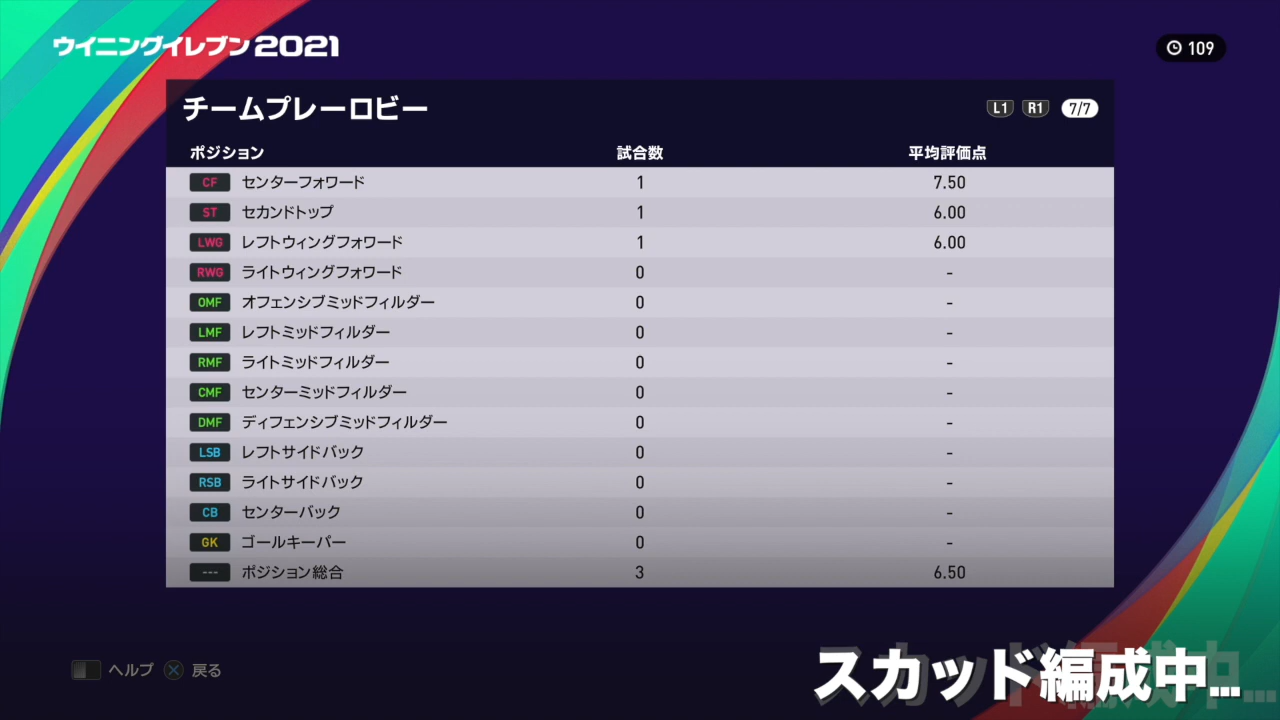 ウイニングイレブン2021
109
チームプレーロビー L1 R1 7/7
ポジション 試合数 平均評価点
CF センターフォワード 1 7.50
ST セカンドトップ 1 6.00
LWG レフトウィングフォワード 1 6.00
RWG ライトウィングフォワード 0 -
OMF オフェンシブミッドフィルダー 0 -
LMF レフトミッドフィルダー 0 -
RMF ライトミッドフィルダー 0 -
CMF センターミッドフィルダー 0 -
DMF ディフェンシブミッドフィルダー 0 -
LSB レフトサイドバック 0 -
RSB ライトサイドバック 0 -
CB センターバック 0 -
GK ゴールキーパー 0 -
--- ポジション総合 3 6.50
ヘルプ 戻る
スカッド編成中...